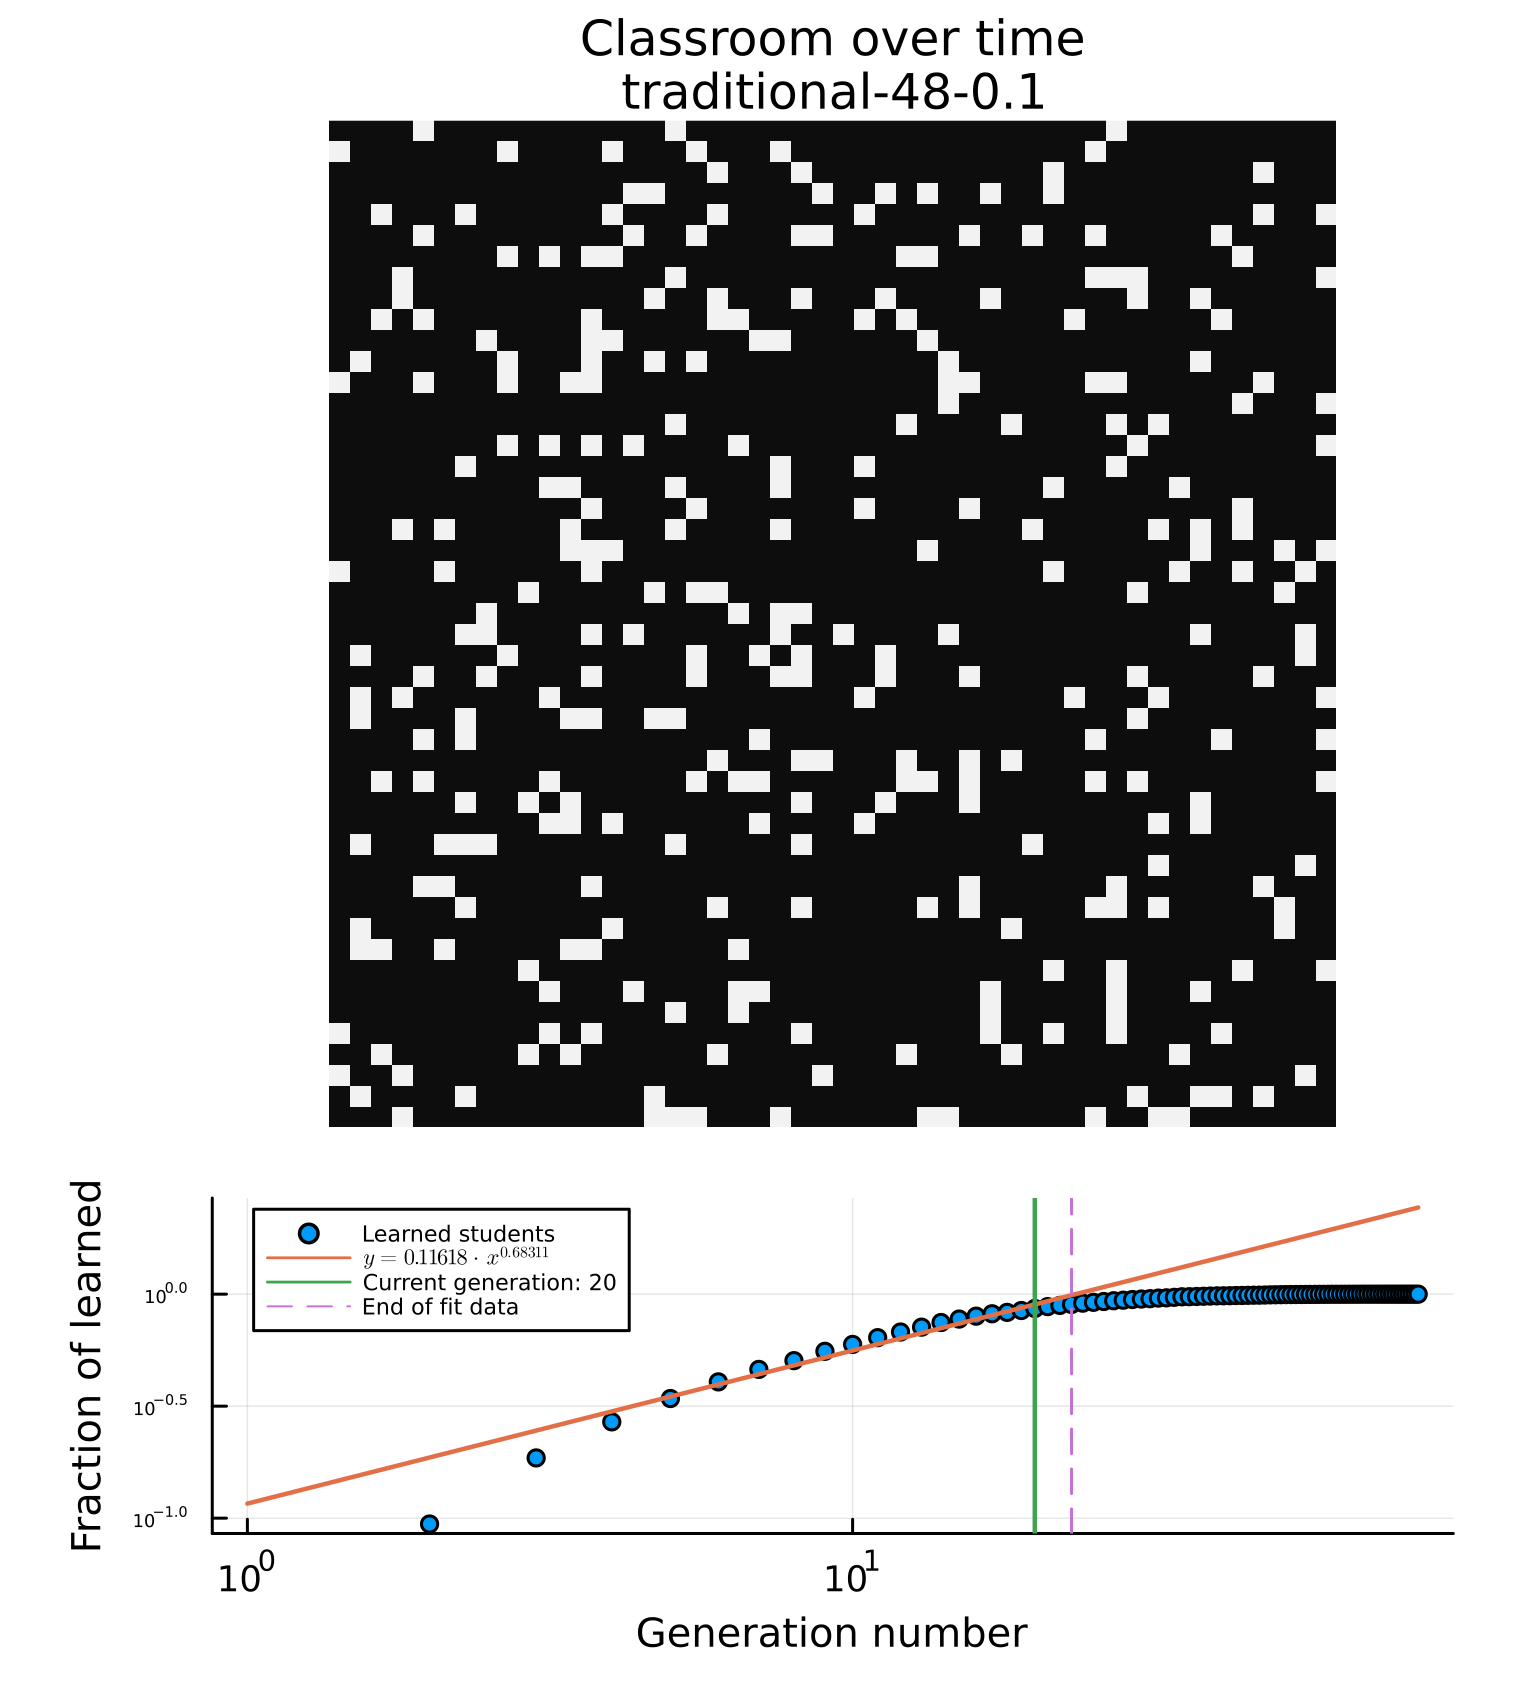 Classroom over time
traditional-48-0.1
Fraction of learned
Learned students
y = 0.11618 · x^0.68311
Current generation: 20
End of fit data
10^0.0
10^−0.5
10^−1.0
10^0
10^1
Generation number